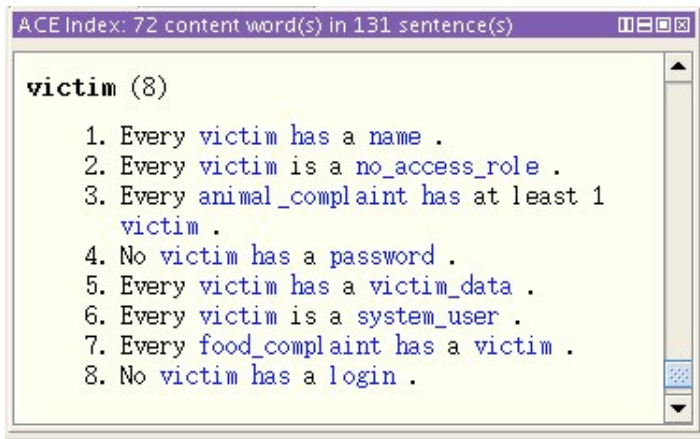 ACE Index: 72 content word(s) in 131 sentence(s)
victim (8)
1. Every victim has a name .
2. Every victim is a no_access_role .
3. Every animal_complaint has at least 1
victim .
4. No victim has a password .
5. Every victim has a victim_data .
6. Every victim is a system_user .
7. Every food_complaint has a victim .
8. No victim has a login .